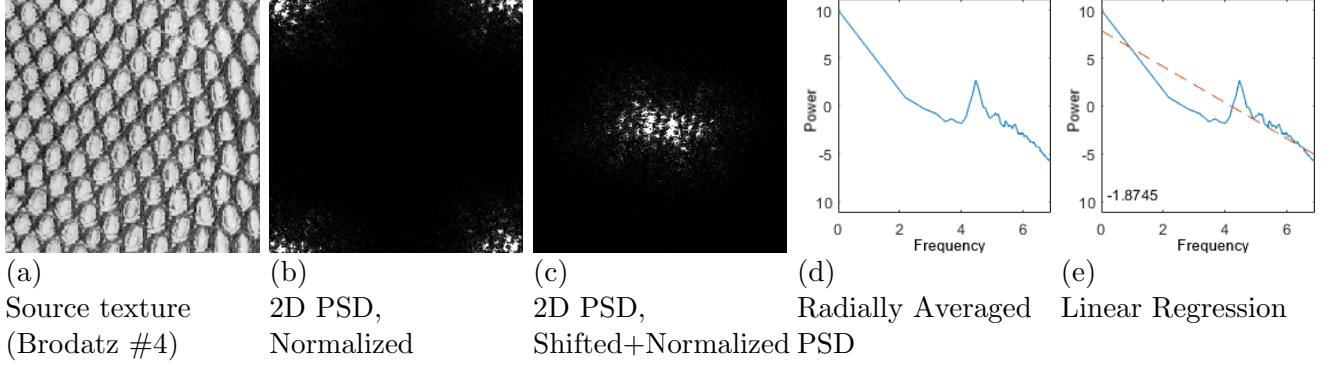 10
5
0
-5
10
Power
0
2
4
6
Frequency
10
5
0
-5
10
Power
-1.8745
0
2
4
6
Frequency
(a)
Source texture
(Brodatz #4)
(b)
2D PSD,
Normalized
(c)
2D PSD,
Shifted+Normalized
(d)
Radially Averaged
PSD
(e)
Linear Regression